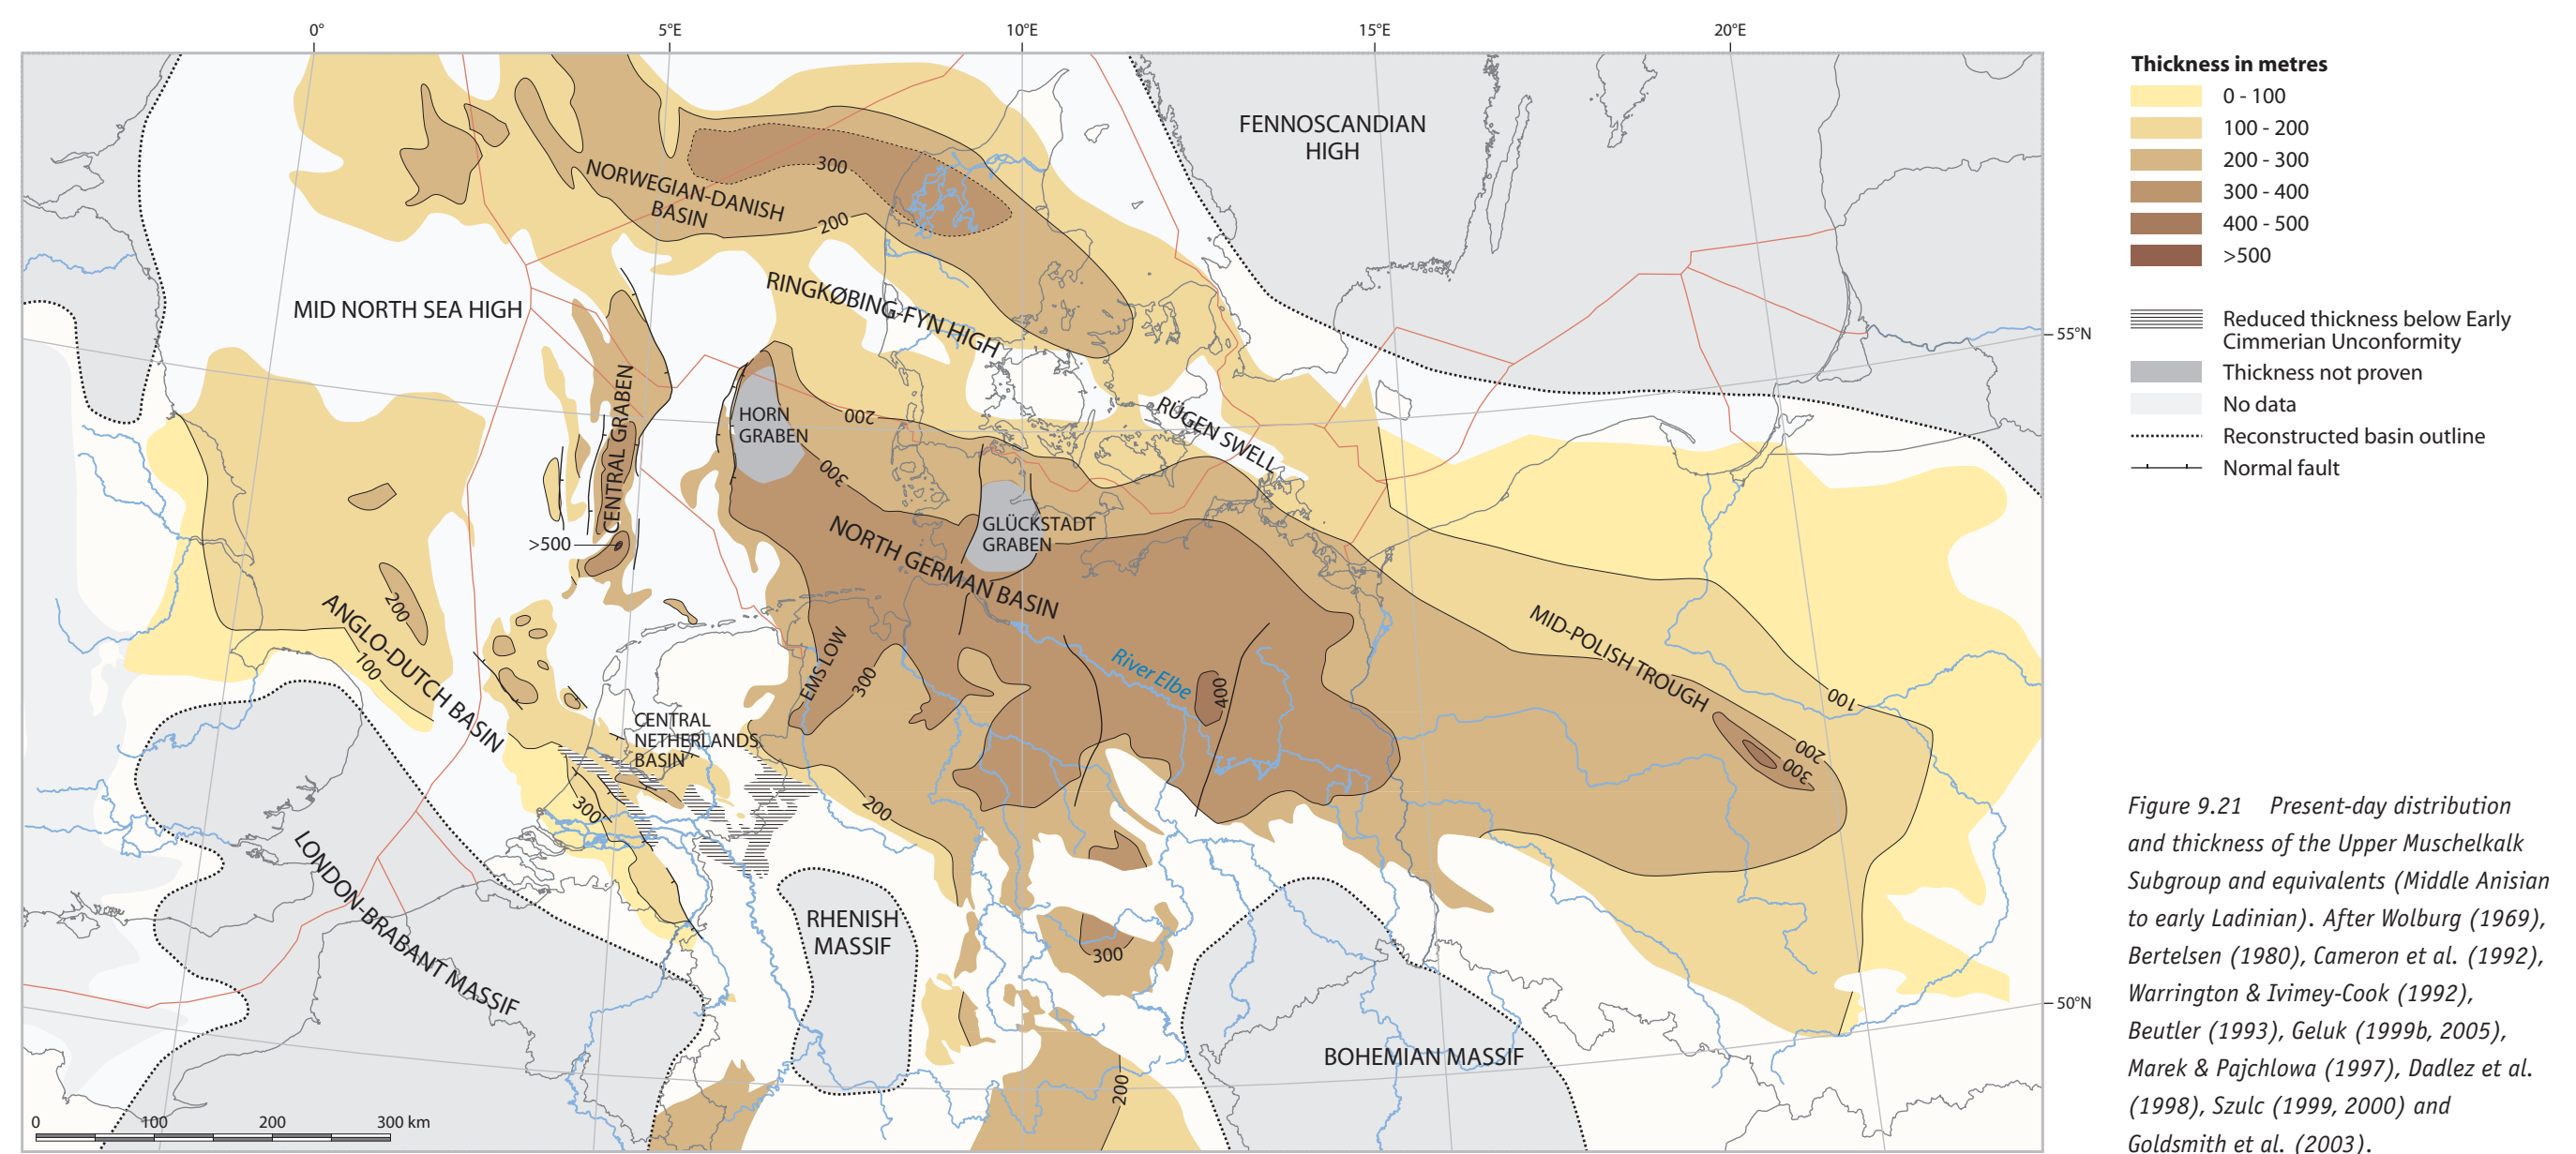 0°
5°E
10°E
15°E
20°E
55°N
50°N
FENNOSCANDIAN
HIGH
300
NORWEGIAN-DANISH
BASIN
200
MID NORTH SEA HIGH
RINGKØBING-FYN HIGH
CENTRAL GRABEN
HORN
GRABEN
200
RÜGEN SWELL
300
>500
GLÜCKSTADT
GRABEN
NORTH GERMAN BASIN
200
ANGLO-DUTCH BASIN
100
MID-POLISH TROUGH
EMS LOW
300
River Elbe
400
100
200
300
CENTRAL
NETHERLANDS
BASIN
300
200
LONDON-BRABANT MASSIF
RHENISH
MASSIF
300
BOHEMIAN MASSIF
200
0
100
200
300 km
Thickness in metres
0 - 100
100 - 200
200 - 300
300 - 400
400 - 500
>500
Reduced thickness below Early
Cimmerian Unconformity
Thickness not proven
No data
Reconstructed basin outline
Normal fault
Figure 9.21 Present-day distribution
and thickness of the Upper Muschelkalk
Subgroup and equivalents (Middle Anisian
to early Ladinian). After Wolburg (1969),
Bertelsen (1980), Cameron et al. (1992),
Warrington & Ivimey-Cook (1992),
Beutler (1993), Geluk (1999b, 2005),
Marek & Pajchlowa (1997), Dadlez et al.
(1998), Szulc (1999, 2000) and
Goldsmith et al. (2003).